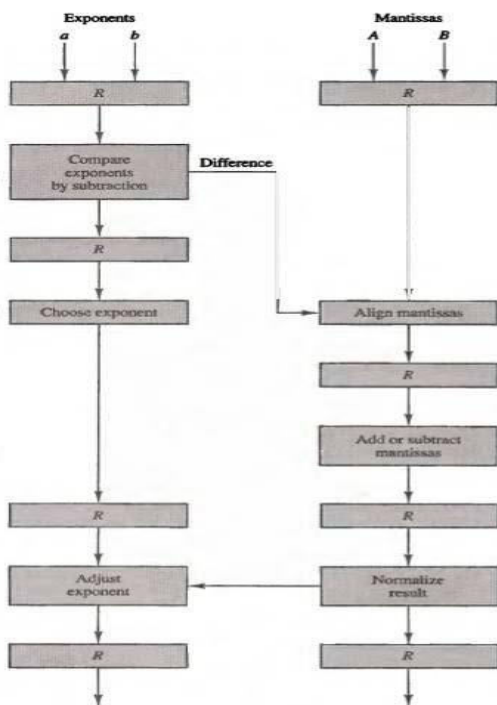 Exponents
a b
Mantissas
A B
R
R
Compare
exponents
by subtraction
Difference
R
Choose exponent
Align mantissas
R
Add or subtract
mantissas
R
R
Adjust
exponent
Normalize
result
R
R